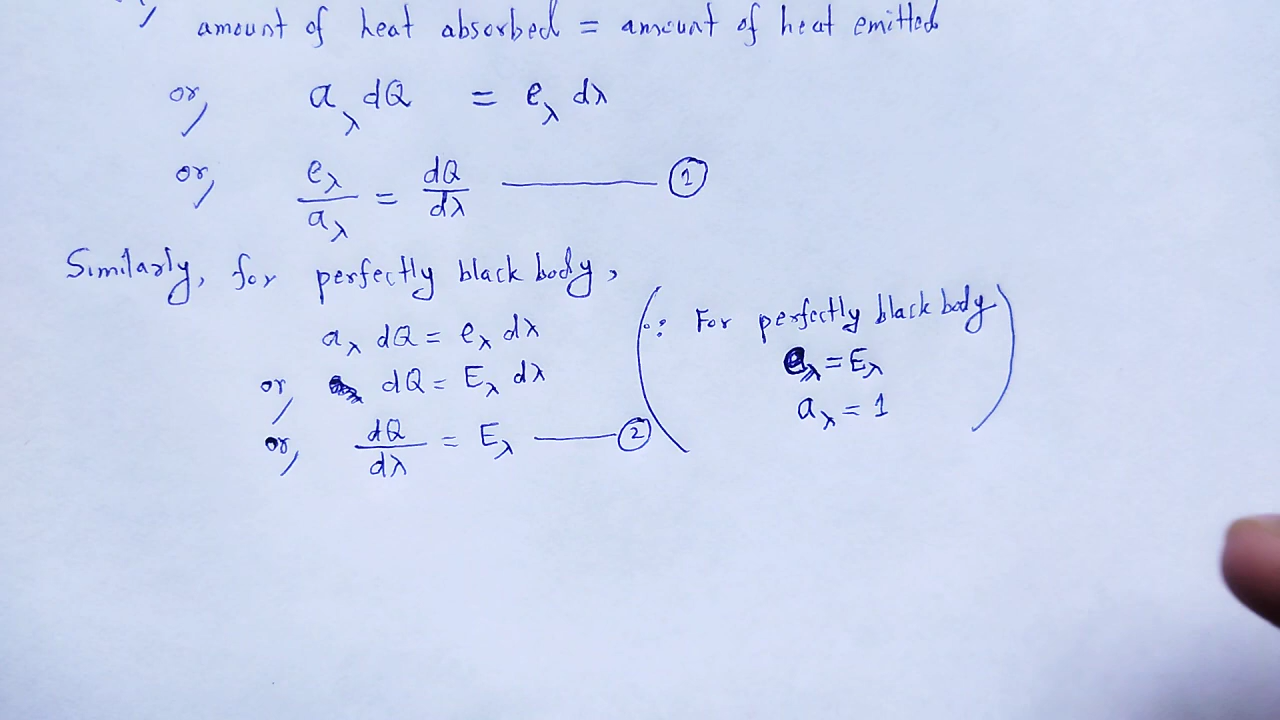 amount of heat absorbed = amount of heat emitted
or, a_λ dQ = e_λ dλ
or, e_λ/a_λ = dQ/dλ ——— ①
Similarly, for perfectly black body,
a_λ dQ = e_λ dλ
or, dQ = E_λ dλ
or, dQ/dλ = E_λ ——— ②
(∵ For perfectly black body
e_λ = E_λ
a_λ = 1)